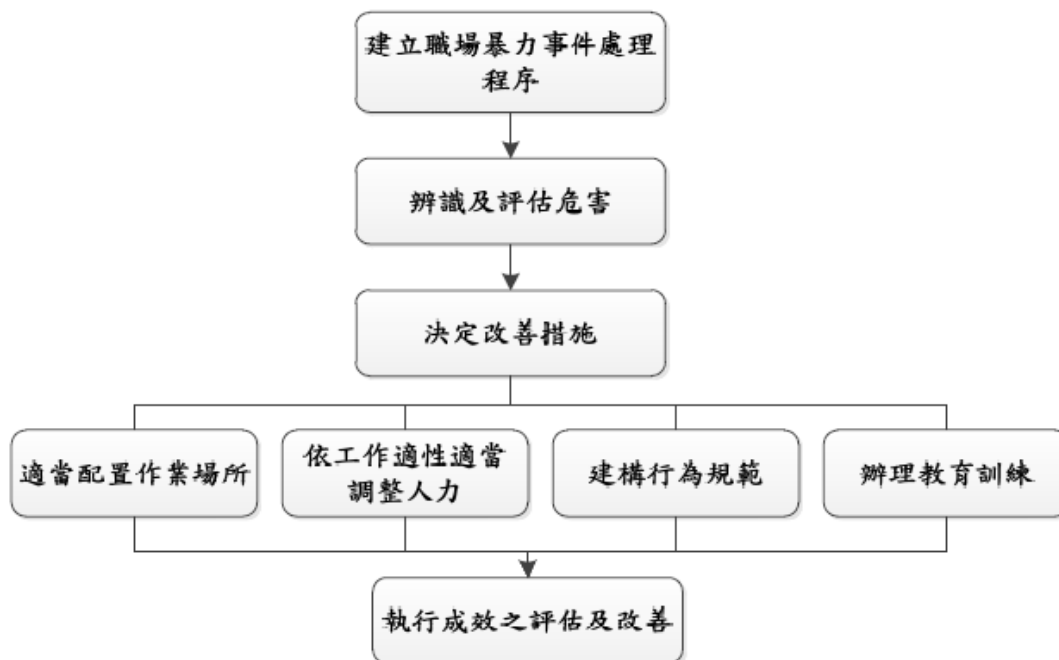 建立職場暴力事件處理
程序
辨識及評估危害
決定改善措施
適當配置作業場所
依工作適性適當
調整人力
建構行為規範
辦理教育訓練
執行成效之評估及改善